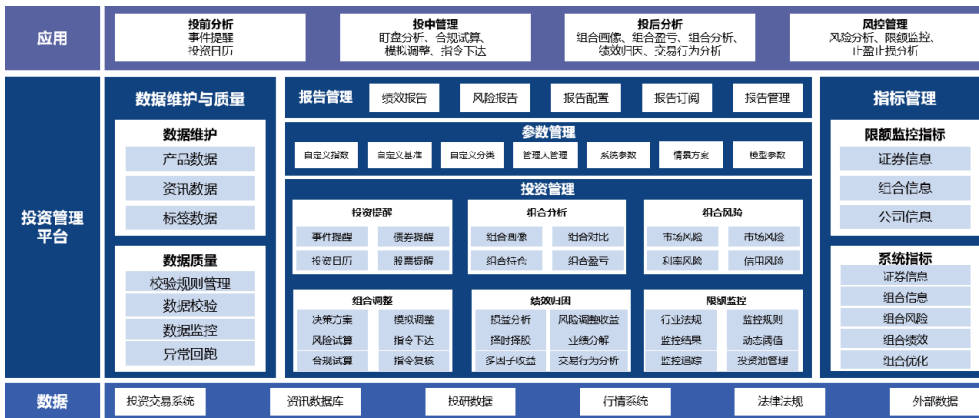 应用
投前分析
事件提醒
投资日历
投中管理
盯盘分析、合规试算、
模拟调整、指令下达
投后分析
组合画像、组合盈亏、组合分析、
绩效归因、交易行为分析
风控管理
风险分析、限额监控、
止盈止损分析
投资管理
平台
数据维护与质量
数据维护
产品数据
资讯数据
标签数据
数据质量
校验规则管理
数据校验
数据监控
异常回跑
报告管理
绩效报告
风险报告
报告配置
报告订阅
报告管理
参数管理
自定义指数
自定义基准
自定义分类
管理人管理
系统参数
情景方案
模型参数
投资管理
投资提醒
事件提醒
债券提醒
投资日历
股票提醒
组合分析
组合画像
组合对比
组合持仓
组合盈亏
组合风险
市场风险
市场风险
利率风险
信用风险
组合调整
决策方案
模拟调整
风险试算
指令下达
合规试算
指令复核
绩效归因
损益分析
风险调整收益
择时择股
业绩分解
多因子收益
交易行为分析
限额监控
行业法规
监控规则
监控结果
动态阈值
监控追踪
投资池管理
指标管理
限额监控指标
证券信息
组合信息
公司信息
系统指标
证券信息
组合信息
组合风险
组合绩效
组合优化
数据
投资交易系统
资讯数据库
投研数据
行情系统
法律法规
外部数据